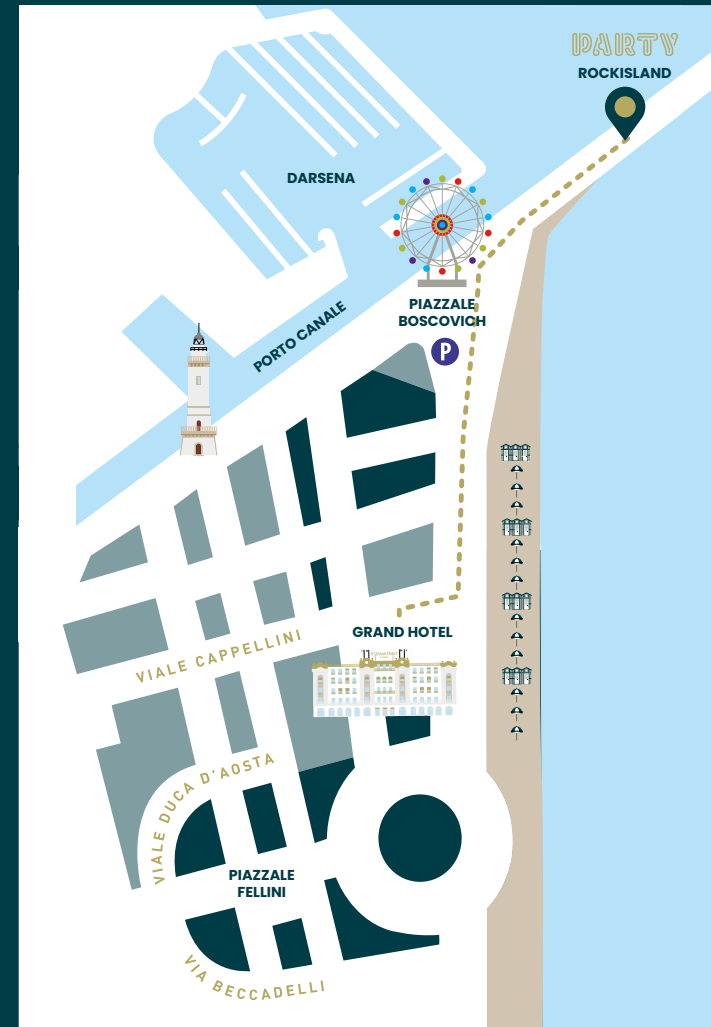 PARTY
ROCKISLAND
DARSENA
PORTO CANALE
PIAZZALE
BOSCOVICH
P
GRAND HOTEL
VIALE CAPPELLINI
VIALE DUCA D'AOSTA
PIAZZALE
FELLINI
VIA BECCADELLI